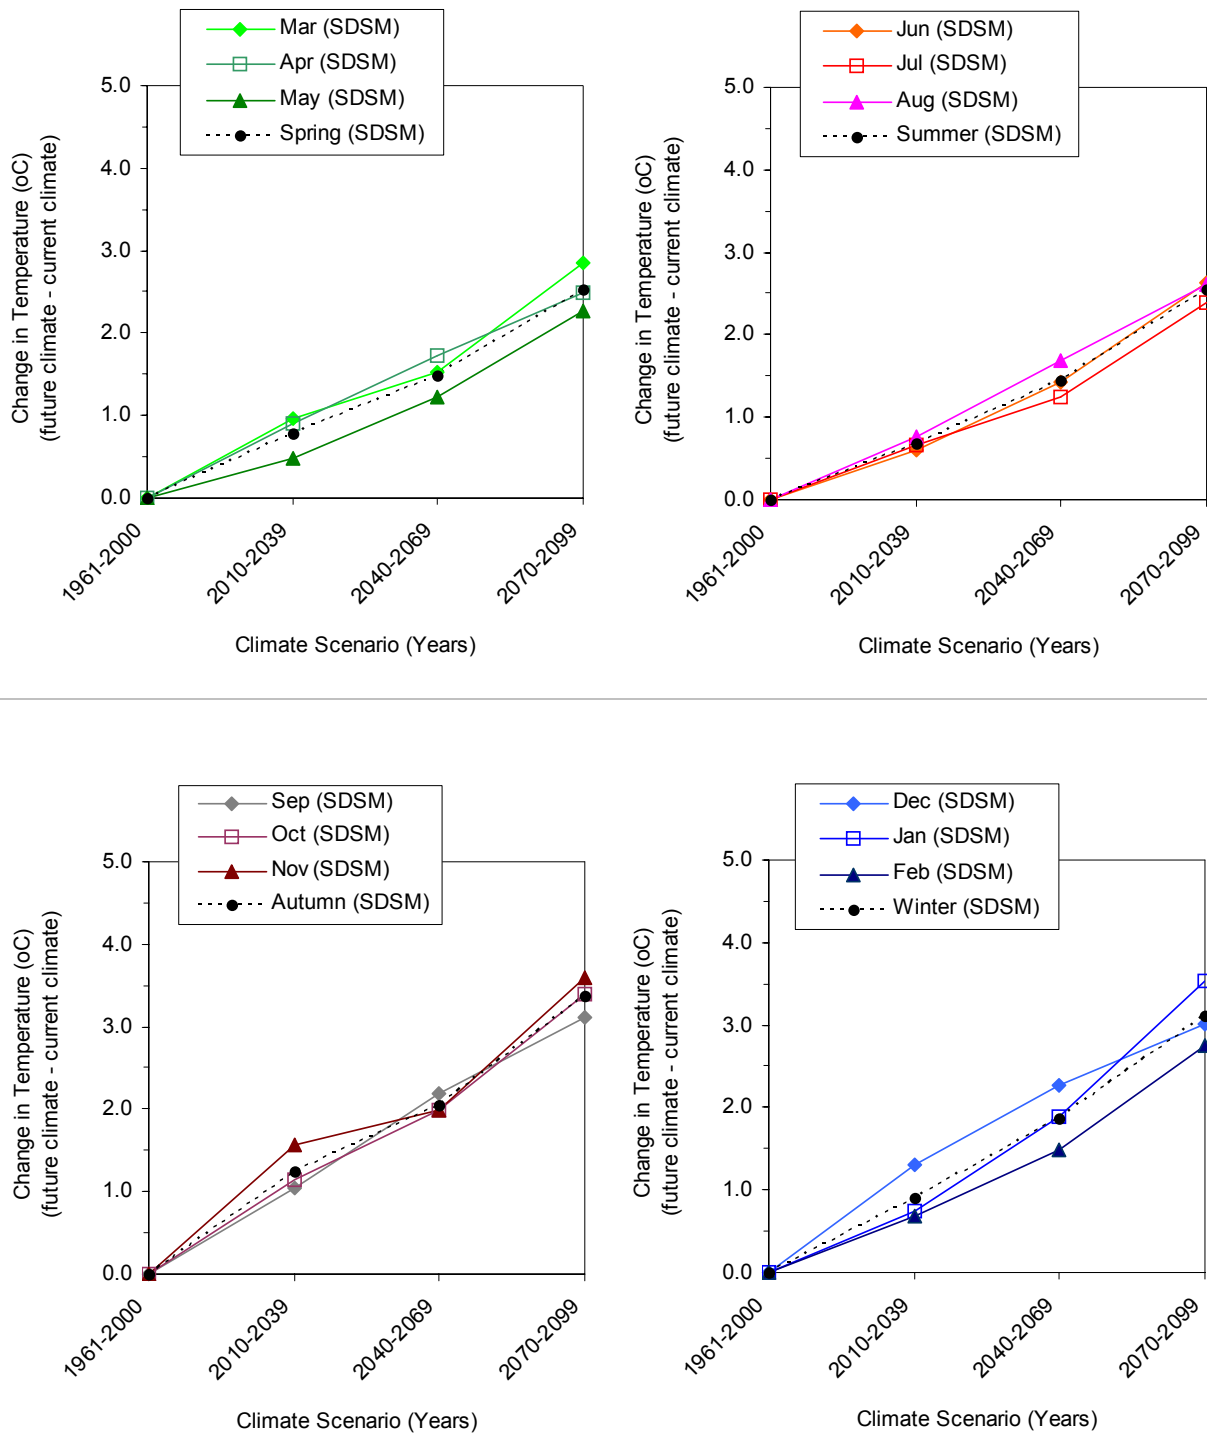 Mar (SDSM)
Apr (SDSM)
May (SDSM)
Spring (SDSM)
Change in Temperature (oC)
(future climate - current climate)
5.0
4.0
3.0
2.0
1.0
0.0
1961-2000
2010-2039
2040-2069
2070-2099
Climate Scenario (Years)
Jun (SDSM)
Jul (SDSM)
Aug (SDSM)
Summer (SDSM)
Change in Temperature (oC)
(future climate - current climate)
5.0
4.0
3.0
2.0
1.0
0.0
1961-2000
2010-2039
2040-2069
2070-2099
Climate Scenario (Years)
Sep (SDSM)
Oct (SDSM)
Nov (SDSM)
Autumn (SDSM)
Change in Temperature (oC)
(future climate - current climate)
5.0
4.0
3.0
2.0
1.0
0.0
1961-2000
2010-2039
2040-2069
2070-2099
Climate Scenario (Years)
Dec (SDSM)
Jan (SDSM)
Feb (SDSM)
Winter (SDSM)
Change in Temperature (oC)
(future climate - current climate)
5.0
4.0
3.0
2.0
1.0
0.0
1961-2000
2010-2039
2040-2069
2070-2099
Climate Scenario (Years)